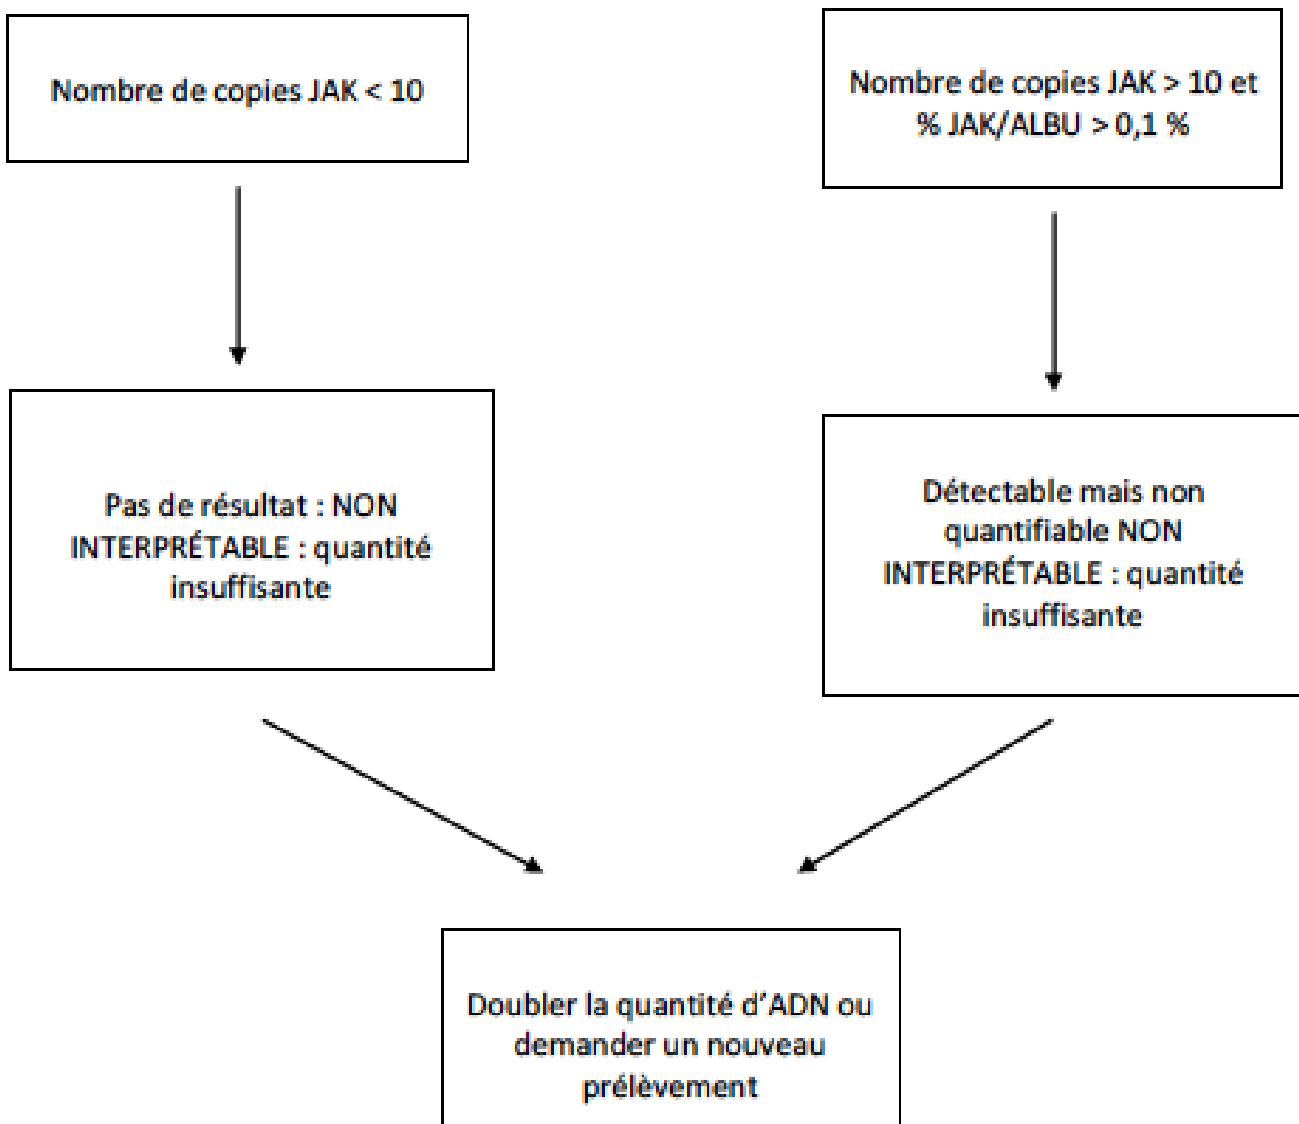 Nombre de copies JAK < 10
Nombre de copies JAK > 10 et
% JAK/ALBU > 0,1 %
Pas de résultat : NON
INTERPRÉTABLE : quantité
insuffisante
Détectable mais non
quantifiable NON
INTERPRÉTABLE : quantité
insuffisante
Doubler la quantité d’ADN ou
demander un nouveau
prélèvement